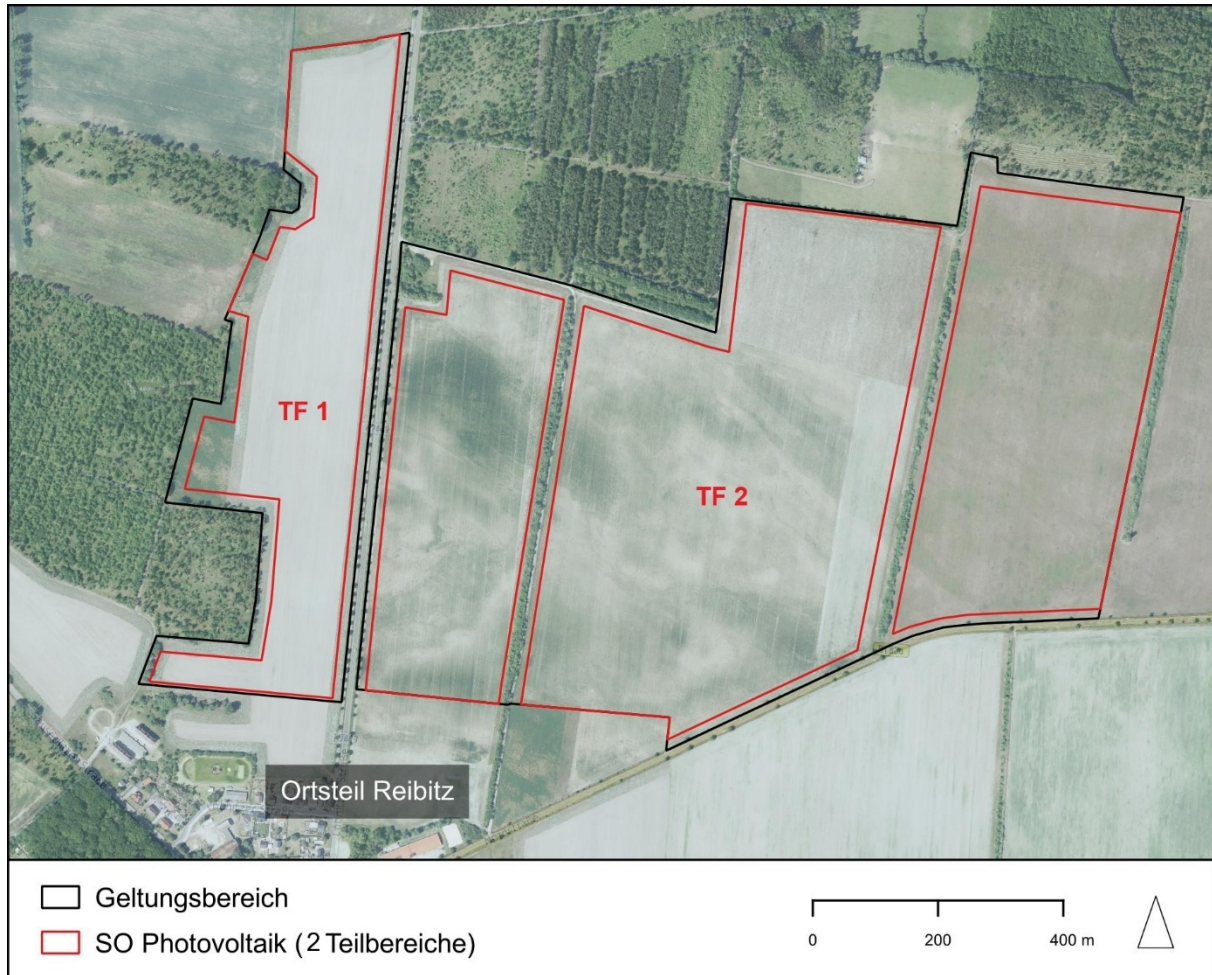 TF 1
TF 2
Ortsteil Reibitz
Geltungsbereich
SO Photovoltaik (2 Teilbereiche)
0 200 400 m